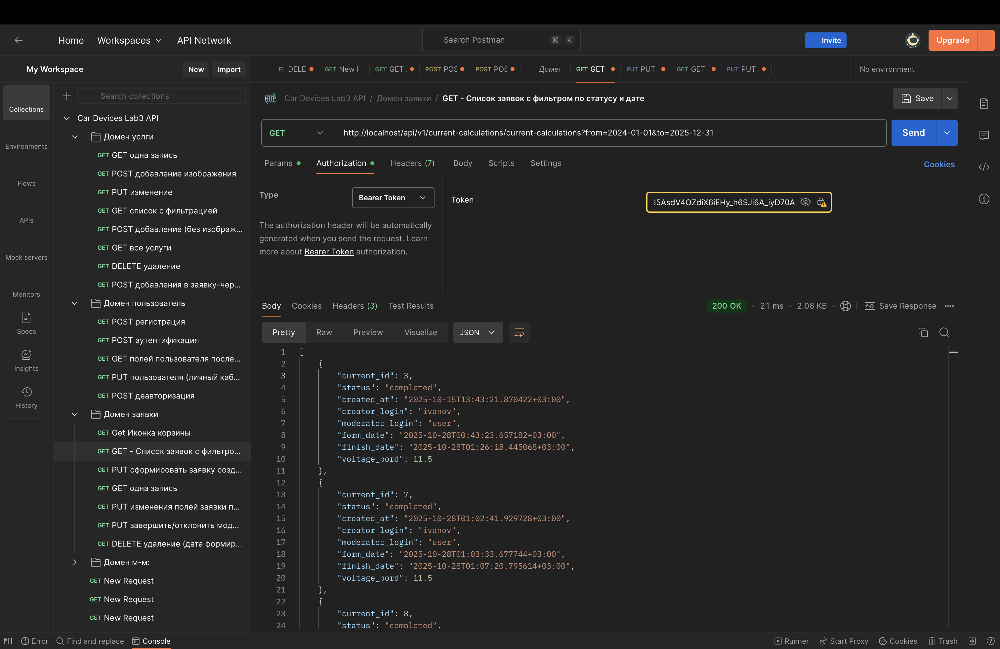 Home Workspaces API Network
Search Postman ⌘ K
Invite
Upgrade
My Workspace
New Import
EL DELE
GET New F
GET GET .
POST POS
POST POS
Домен
GET GET
PUT PUT
GET GET
PUT PUT
No environment
Collections
Environments
Flows
APIs
Mock servers
Monitors
Specs
Insights
History
Search collections
Car Devices Lab3 API
Домен услги
GET GET одна запись
GET POST добавление изображения
GET PUT изменение
GET GET список с фильтрацией
GET POST добавление (без изображ...
GET GET все услуги
GET DELETE удаление
GET POST добавления в заявку-чер...
Домен пользователь
GET POST регистрация
GET POST аутентификация
GET GET полей пользователя после...
GET PUT пользователя (личный каб...
GET POST деавторизация
Домен заявки
GET Get Иконка корзины
GET GET - Список заявок с фильтро...
GET PUT сформировать заявку созд...
GET GET одна запись
GET PUT изменения полей заявки п...
GET PUT завершить/отклонить мод...
GET DELETE удаление (дата формир...
Домен м-м:
GET New Request
GET New Request
GET New Request
HTTP Car Devices Lab3 API / Домен заявки / GET - Список заявок с фильтром по статусу и дате
Save
GET http://localhost/api/v1/current-calculations/current-calculations?from=2024-01-01&to=2025-12-31
Send
Params Authorization Headers (7) Body Scripts Settings
Cookies
Type
Bearer Token
The authorization header will be automatically
generated when you send the request. Learn
more about Bearer Token authorization.
Token
5AsdV4OZdiX6iEHy_h6SJi6A_iyD70A
Body Cookies Headers (3) Test Results
200 OK • 21 ms • 2.08 KB
e.g. Save Response
Pretty Raw Preview Visualize
JSON
1 [
2 {
3 "current_id": 3,
4 "status": "completed",
5 "created_at": "2025-10-15T13:43:21.870422+03:00",
6 "creator_login": "ivanov",
7 "moderator_login": "user",
8 "form_date": "2025-10-28T00:43:23.657182+03:00",
9 "finish_date": "2025-10-28T01:26:18.445068+03:00",
10 "voltage_bord": 11.5
11 },
12 {
13 "current_id": 7,
14 "status": "completed",
15 "created_at": "2025-10-28T01:02:41.929728+03:00",
16 "creator_login": "ivanov",
17 "moderator_login": "user",
18 "form_date": "2025-10-28T01:03:33.677744+03:00",
19 "finish_date": "2025-10-28T01:07:20.795614+03:00",
20 "voltage_bord": 11.5
21 },
22 {
23 "current_id": 8,
24 "status": "completed",
Error
Find and replace
Console
Runner
Start Proxy
Cookies
Trash